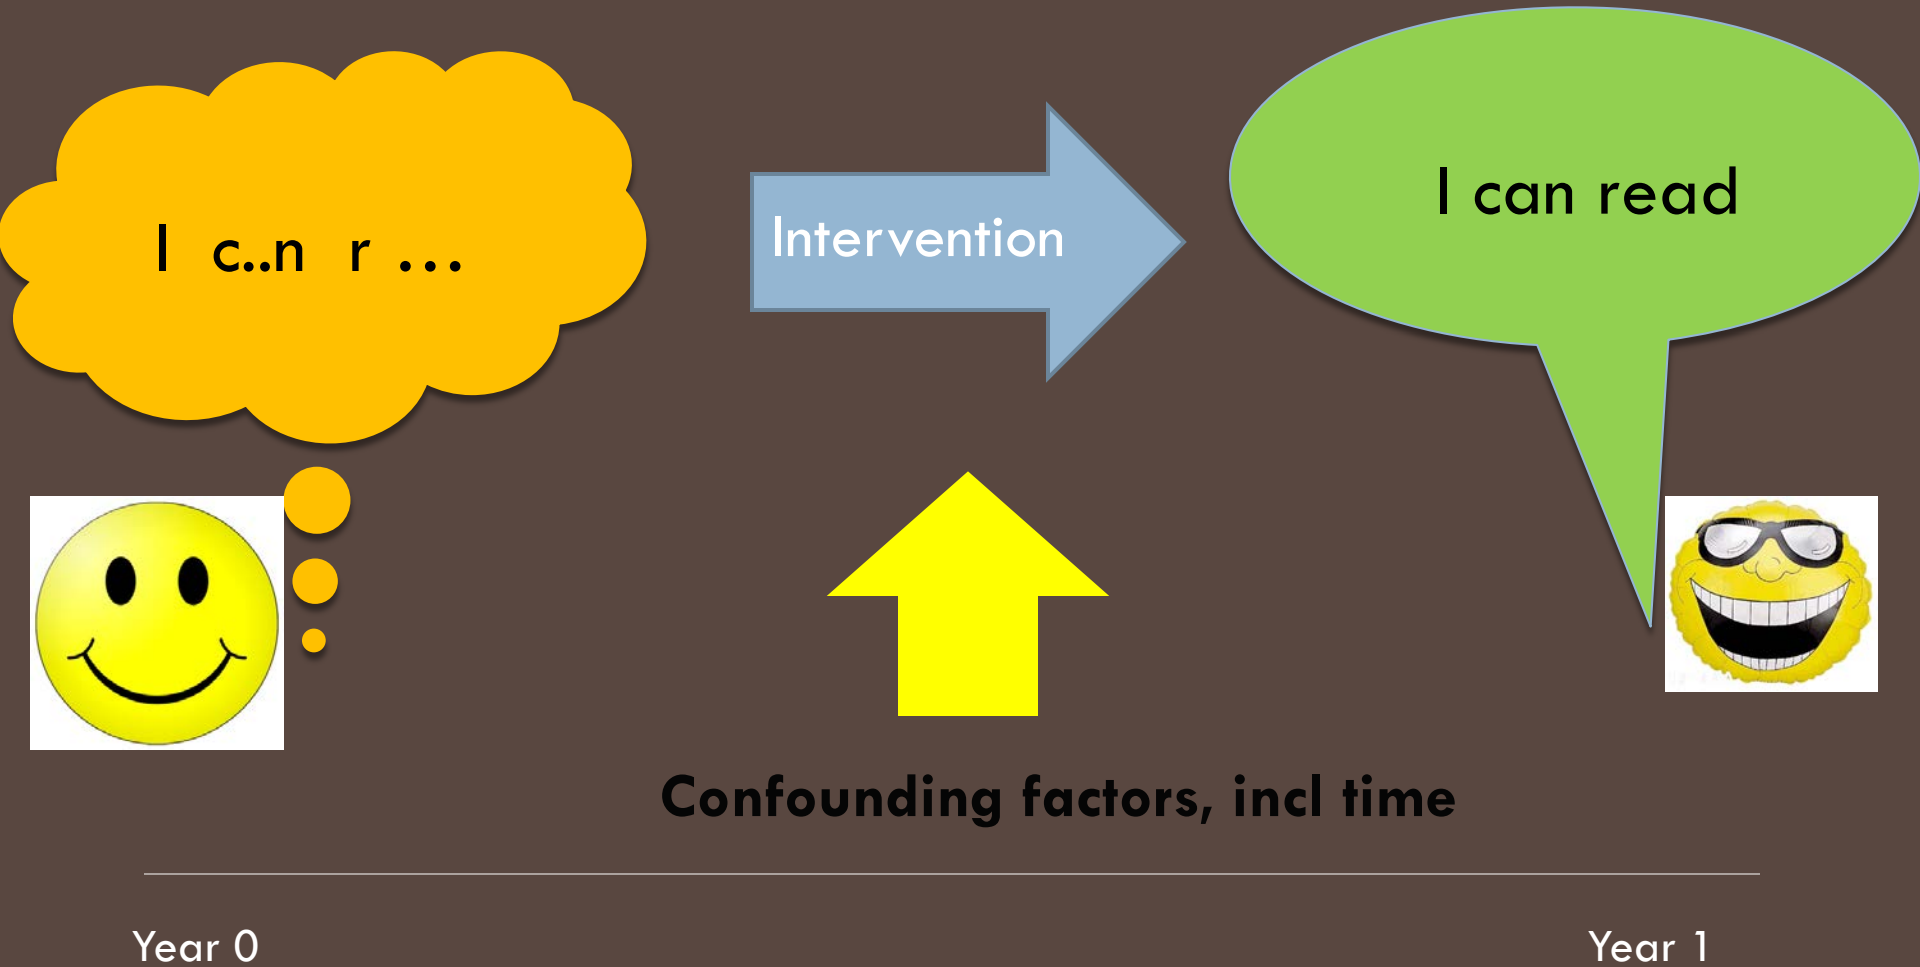 I c..n r ...
Intervention
I can read
Confounding factors, incl time
Year 0
Year 1